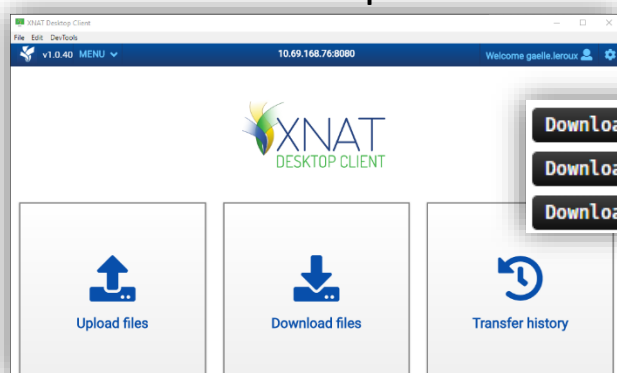 XNAT Desktop Client
File Edit DevTools
v1.0.40 MENU 10.69.168.76:8080 Welcome gaelle.leroux
XNAT
DESKTOP CLIENT
Downloa
Downloa
Downloa
Upload files Download files Transfer history